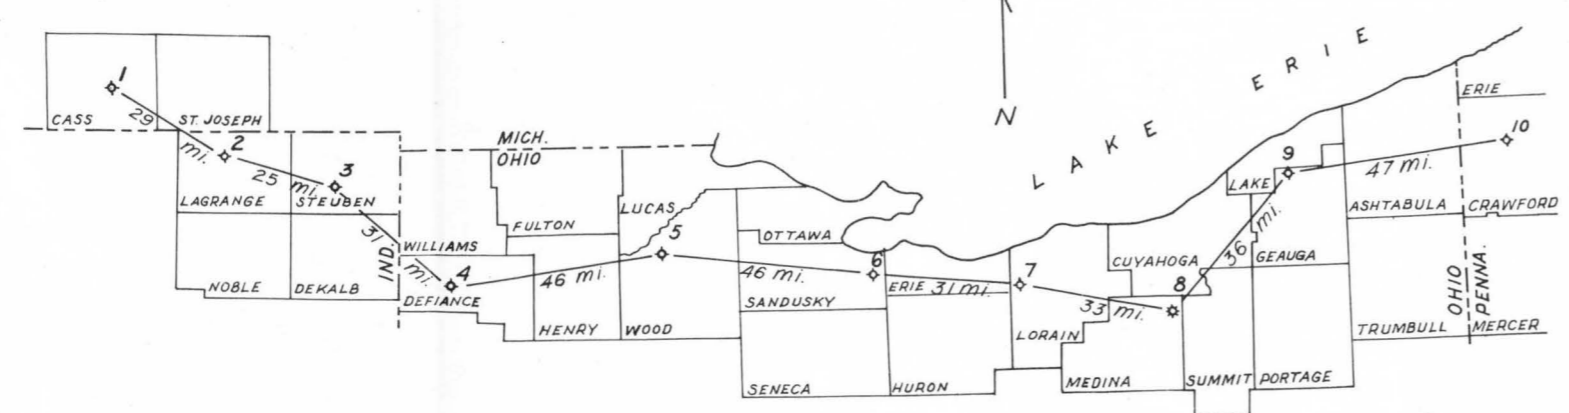 1
29 mi.
CASS
ST. JOSEPH
2
25 mi.
LAGRANGE
3
STEUBEN
31 mi.
NOBLE
DEKALB
IND.
MICH.
OHIO
WILLIAMS
4
DEFIANCE
46 mi.
FULTON
HENRY
LUCAS
5
WOOD
46 mi.
OTTAWA
SANDUSKY
SENECA
6
ERIE
31 mi.
HURON
7
LORAIN
33 mi.
MEDINA
N
LAKE ERIE
CUYAHOGA
8
SUMMIT
36 mi.
LAKE
9
GEAUGA
PORTAGE
47 mi.
ASHTABULA
TRUMBULL
OHIO
PENNA.
ERIE
10
CRAWFORD
MERCER